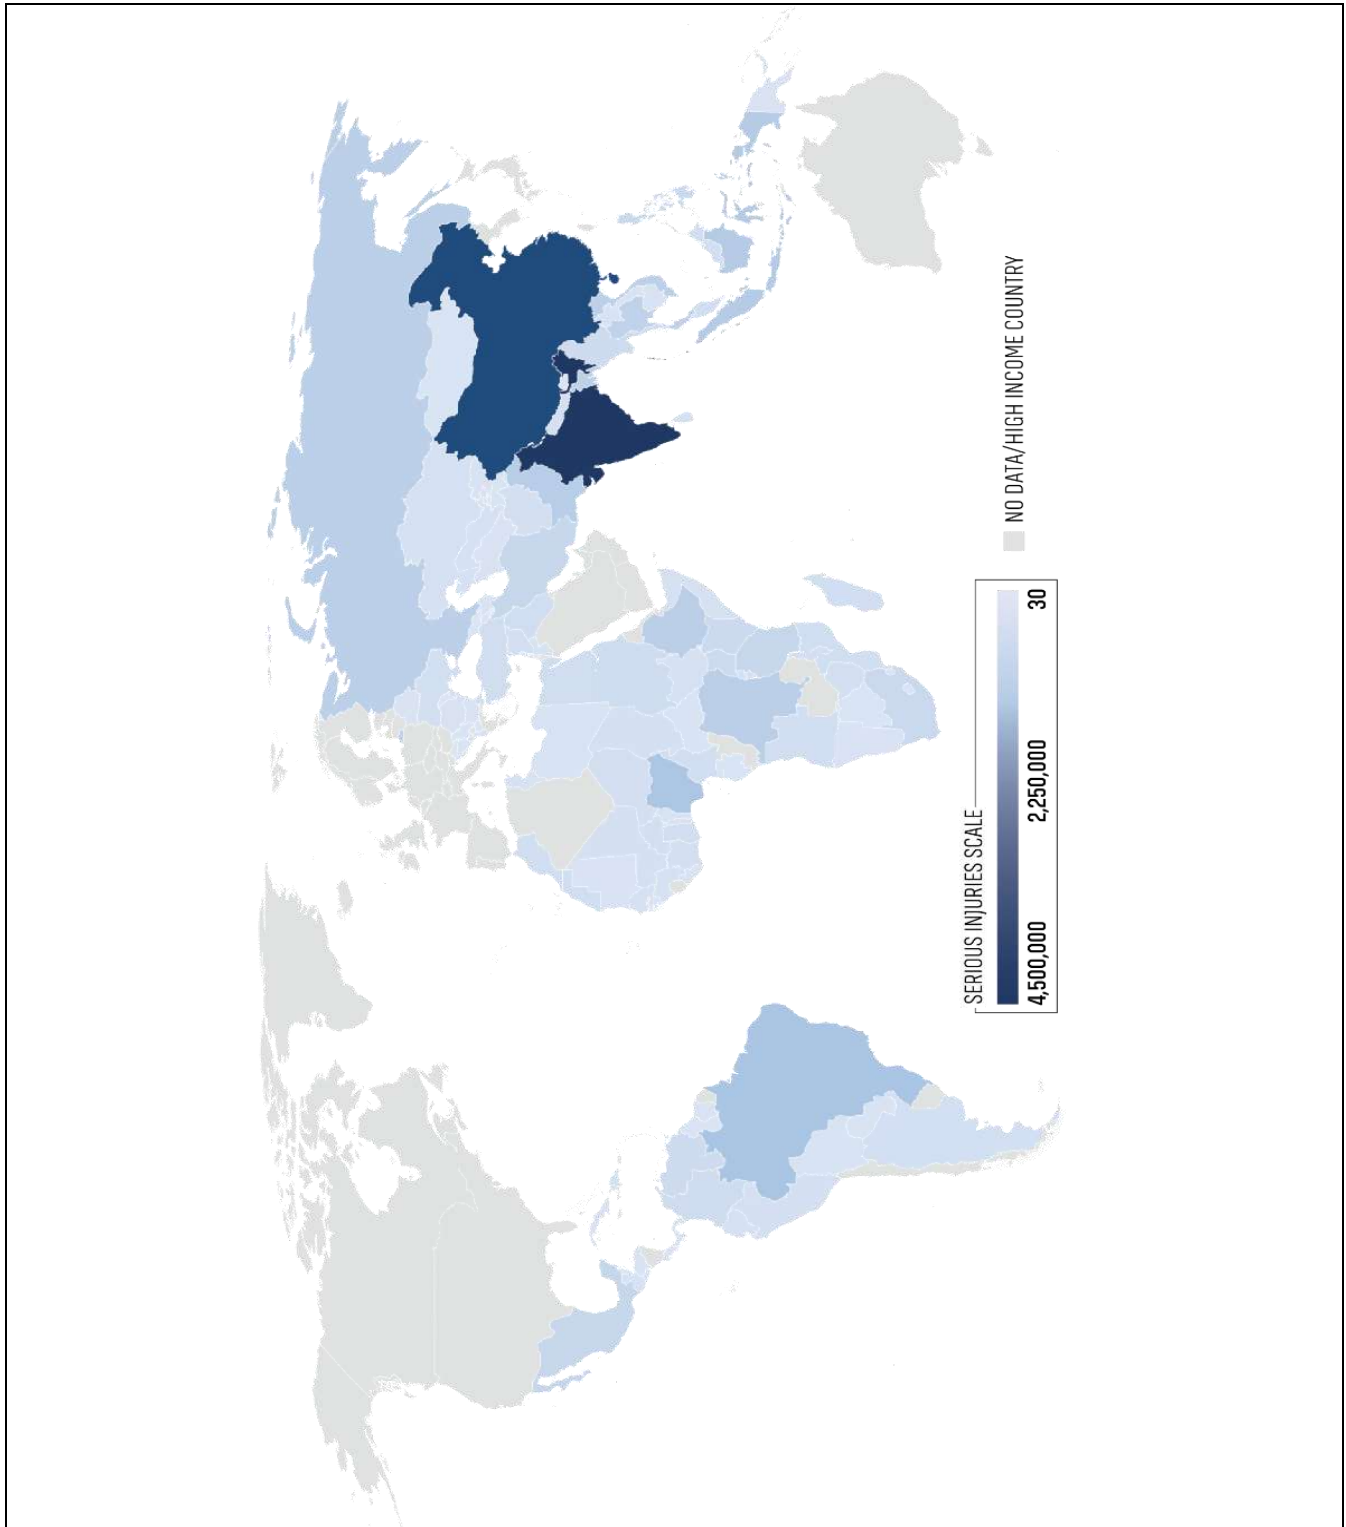 SERIOUS INJURIES SCALE
4,500,000 2,250,000 30
NO DATA/HIGH INCOME COUNTRY